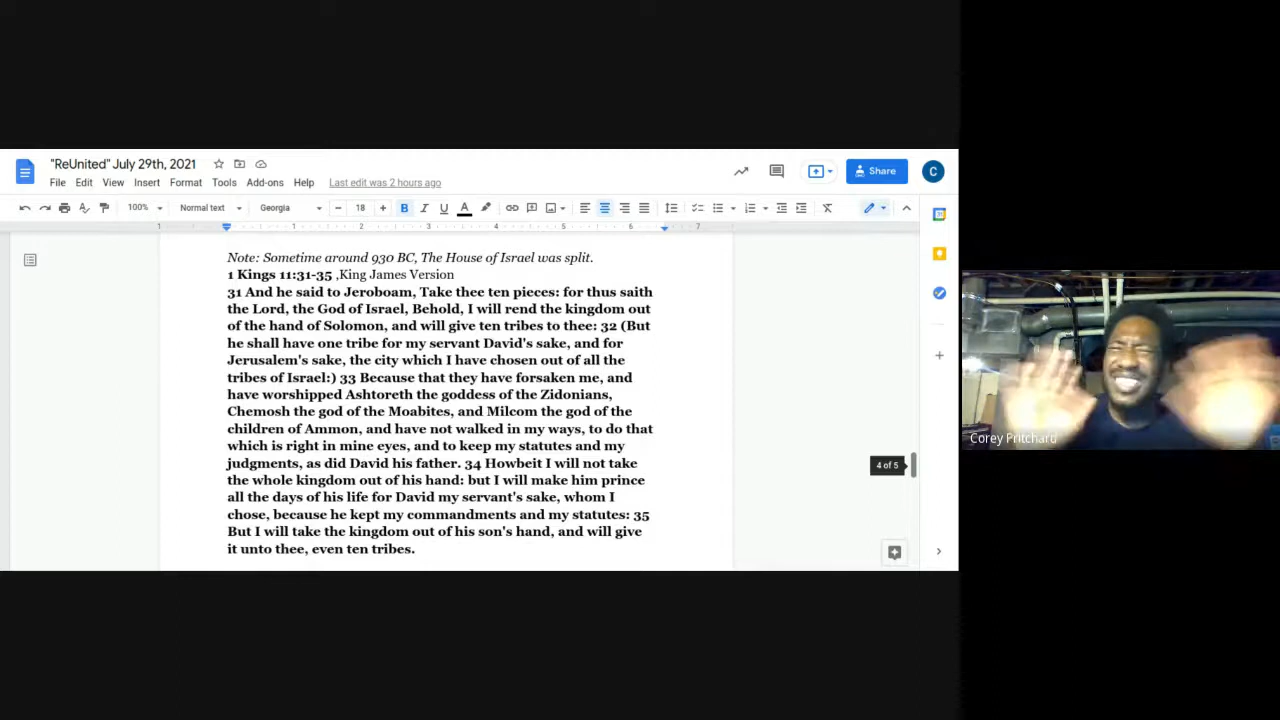 "ReUnited" July 29th, 2021
File Edit View Insert Format Tools Add-ons Help Last edit was 2 hours ago
Share
C
100% Normal text Georgia − 18 + B I U A
1 1 2 3 4 5 6 7
Note: Sometime around 930 BC, The House of Israel was split.
1 Kings 11:31-35 ,King James Version
31 And he said to Jeroboam, Take thee ten pieces: for thus saith
the Lord, the God of Israel, Behold, I will rend the kingdom out
of the hand of Solomon, and will give ten tribes to thee: 32 (But
he shall have one tribe for my servant David's sake, and for
Jerusalem's sake, the city which I have chosen out of all the
tribes of Israel:) 33 Because that they have forsaken me, and
have worshipped Ashtoreth the goddess of the Zidonians,
Chemosh the god of the Moabites, and Milcom the god of the
children of Ammon, and have not walked in my ways, to do that
which is right in mine eyes, and to keep my statutes and my
judgments, as did David his father. 34 Howbeit I will not take
the whole kingdom out of his hand: but I will make him prince
all the days of his life for David my servant's sake, whom I
chose, because he kept my commandments and my statutes: 35
But I will take the kingdom out of his son's hand, and will give
it unto thee, even ten tribes.
4 of 5
Corey Pritchard